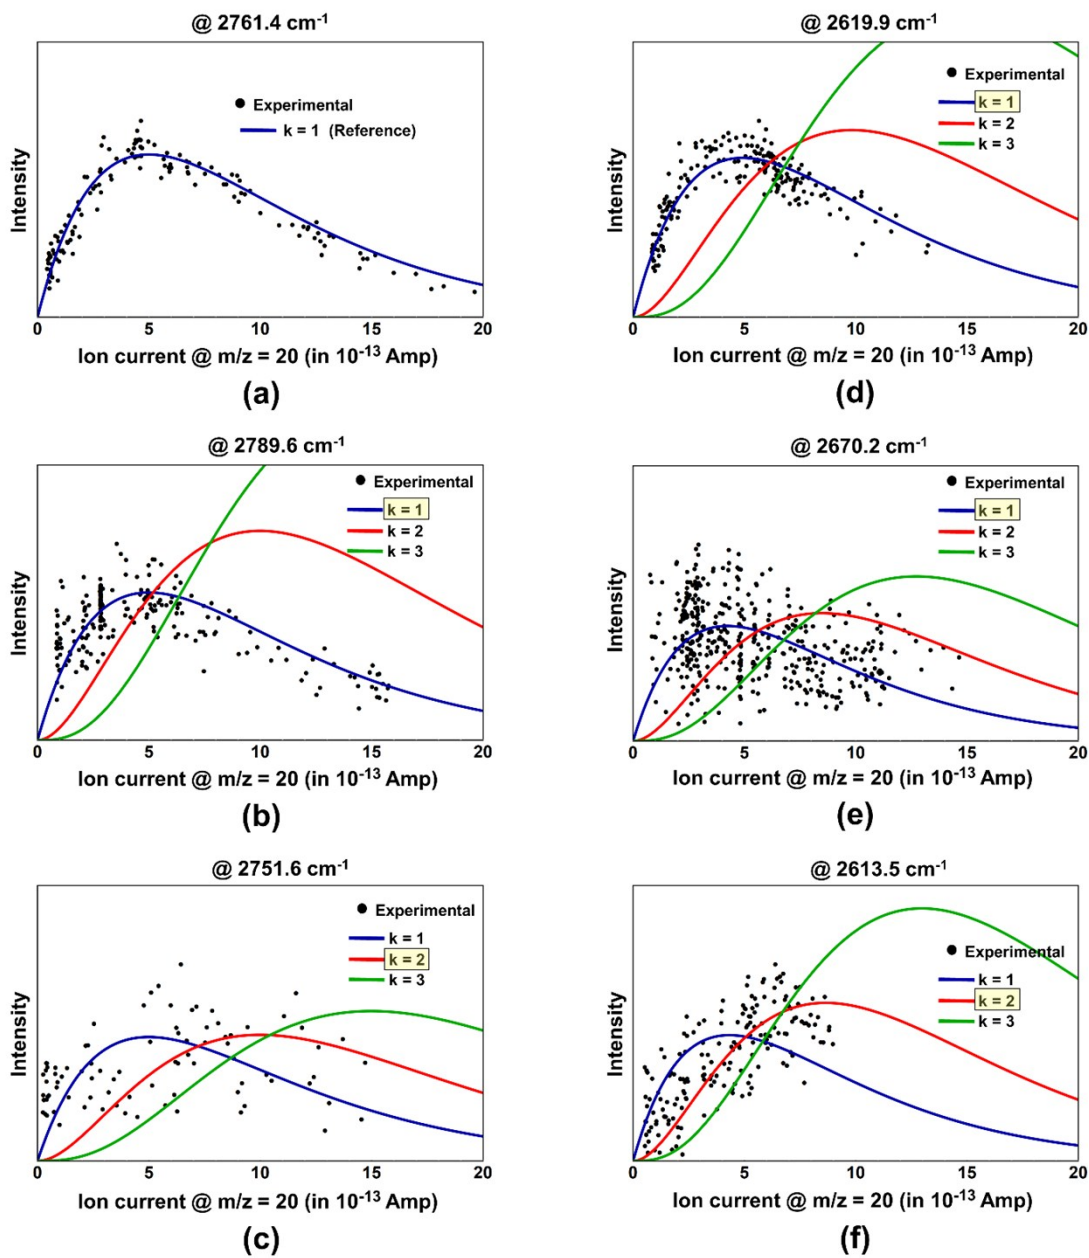 @ 2761.4 cm-1
Intensity
Experimental
k = 1 (Reference)
0 5 10 15 20
Ion current @ m/z = 20 (in 10-13 Amp)
(a)
@ 2619.9 cm-1
Intensity
Experimental
k = 1
k = 2
k = 3
0 5 10 15 20
Ion current @ m/z = 20 (in 10-13 Amp)
(d)
@ 2789.6 cm-1
Intensity
Experimental
k = 1
k = 2
k = 3
0 5 10 15 20
Ion current @ m/z = 20 (in 10-13 Amp)
(b)
@ 2670.2 cm-1
Intensity
Experimental
k = 1
k = 2
k = 3
0 5 10 15 20
Ion current @ m/z = 20 (in 10-13 Amp)
(e)
@ 2751.6 cm-1
Intensity
Experimental
k = 1
k = 2
k = 3
0 5 10 15 20
Ion current @ m/z = 20 (in 10-13 Amp)
(c)
@ 2613.5 cm-1
Intensity
Experimental
k = 1
k = 2
k = 3
0 5 10 15 20
Ion current @ m/z = 20 (in 10-13 Amp)
(f)